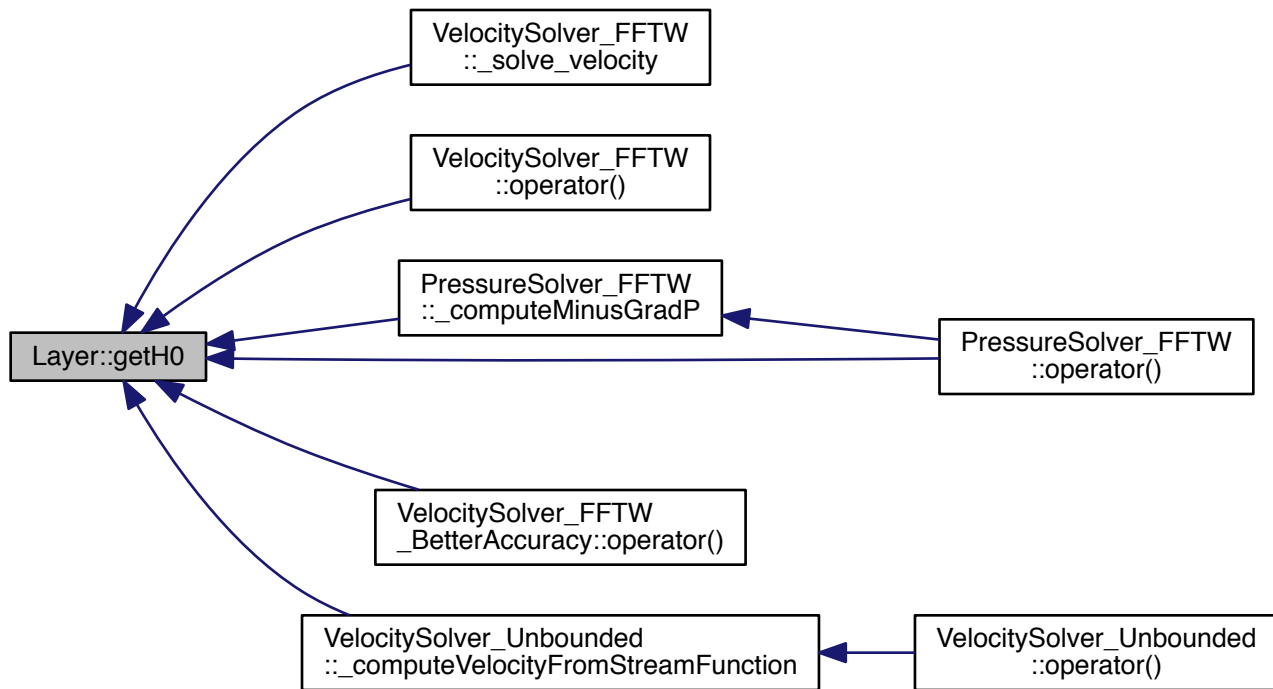 VelocitySolver_FFTW
::_solve_velocity
VelocitySolver_FFTW
::operator()
PressureSolver_FFTW
::_computeMinusGradP
Layer::getH0
PressureSolver_FFTW
::operator()
VelocitySolver_FFTW
_BetterAccuracy::operator()
VelocitySolver_Unbounded
::_computeVelocityFromStreamFunction
VelocitySolver_Unbounded
::operator()